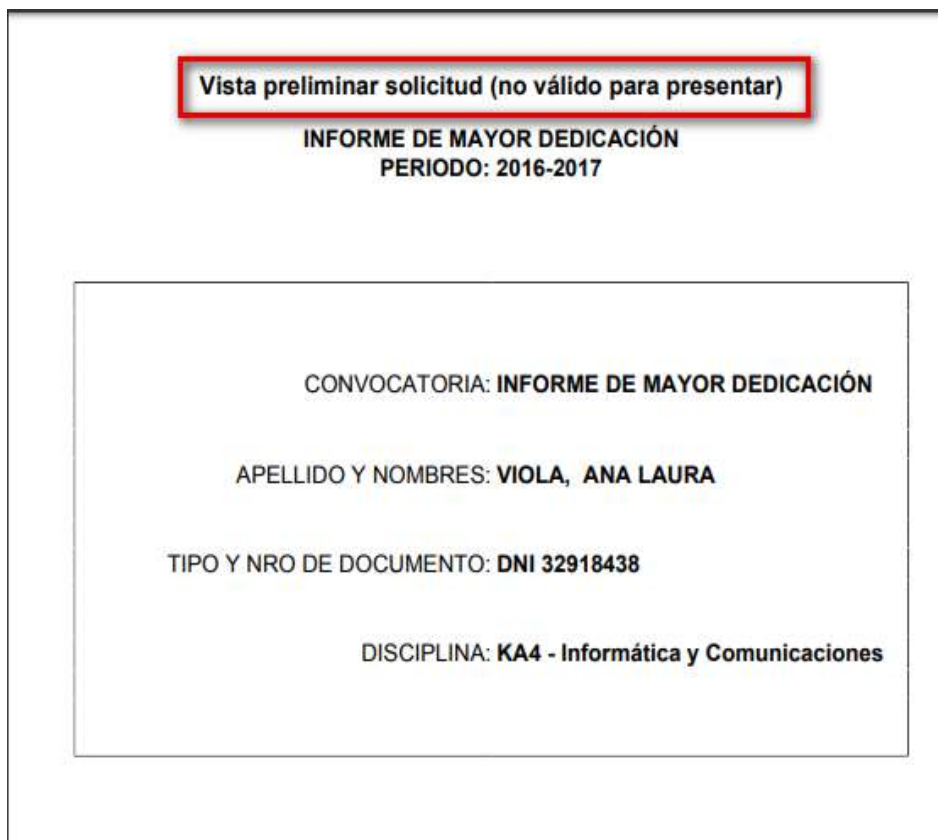 Vista preliminar solicitud (no válido para presentar)
INFORME DE MAYOR DEDICACIÓN
PERIODO: 2016-2017
CONVOCATORIA: INFORME DE MAYOR DEDICACIÓN
APELLIDO Y NOMBRES: VIOLA, ANA LAURA
TIPO Y NRO DE DOCUMENTO: DNI 32918438
DISCIPLINA: KA4 - Informática y Comunicaciones